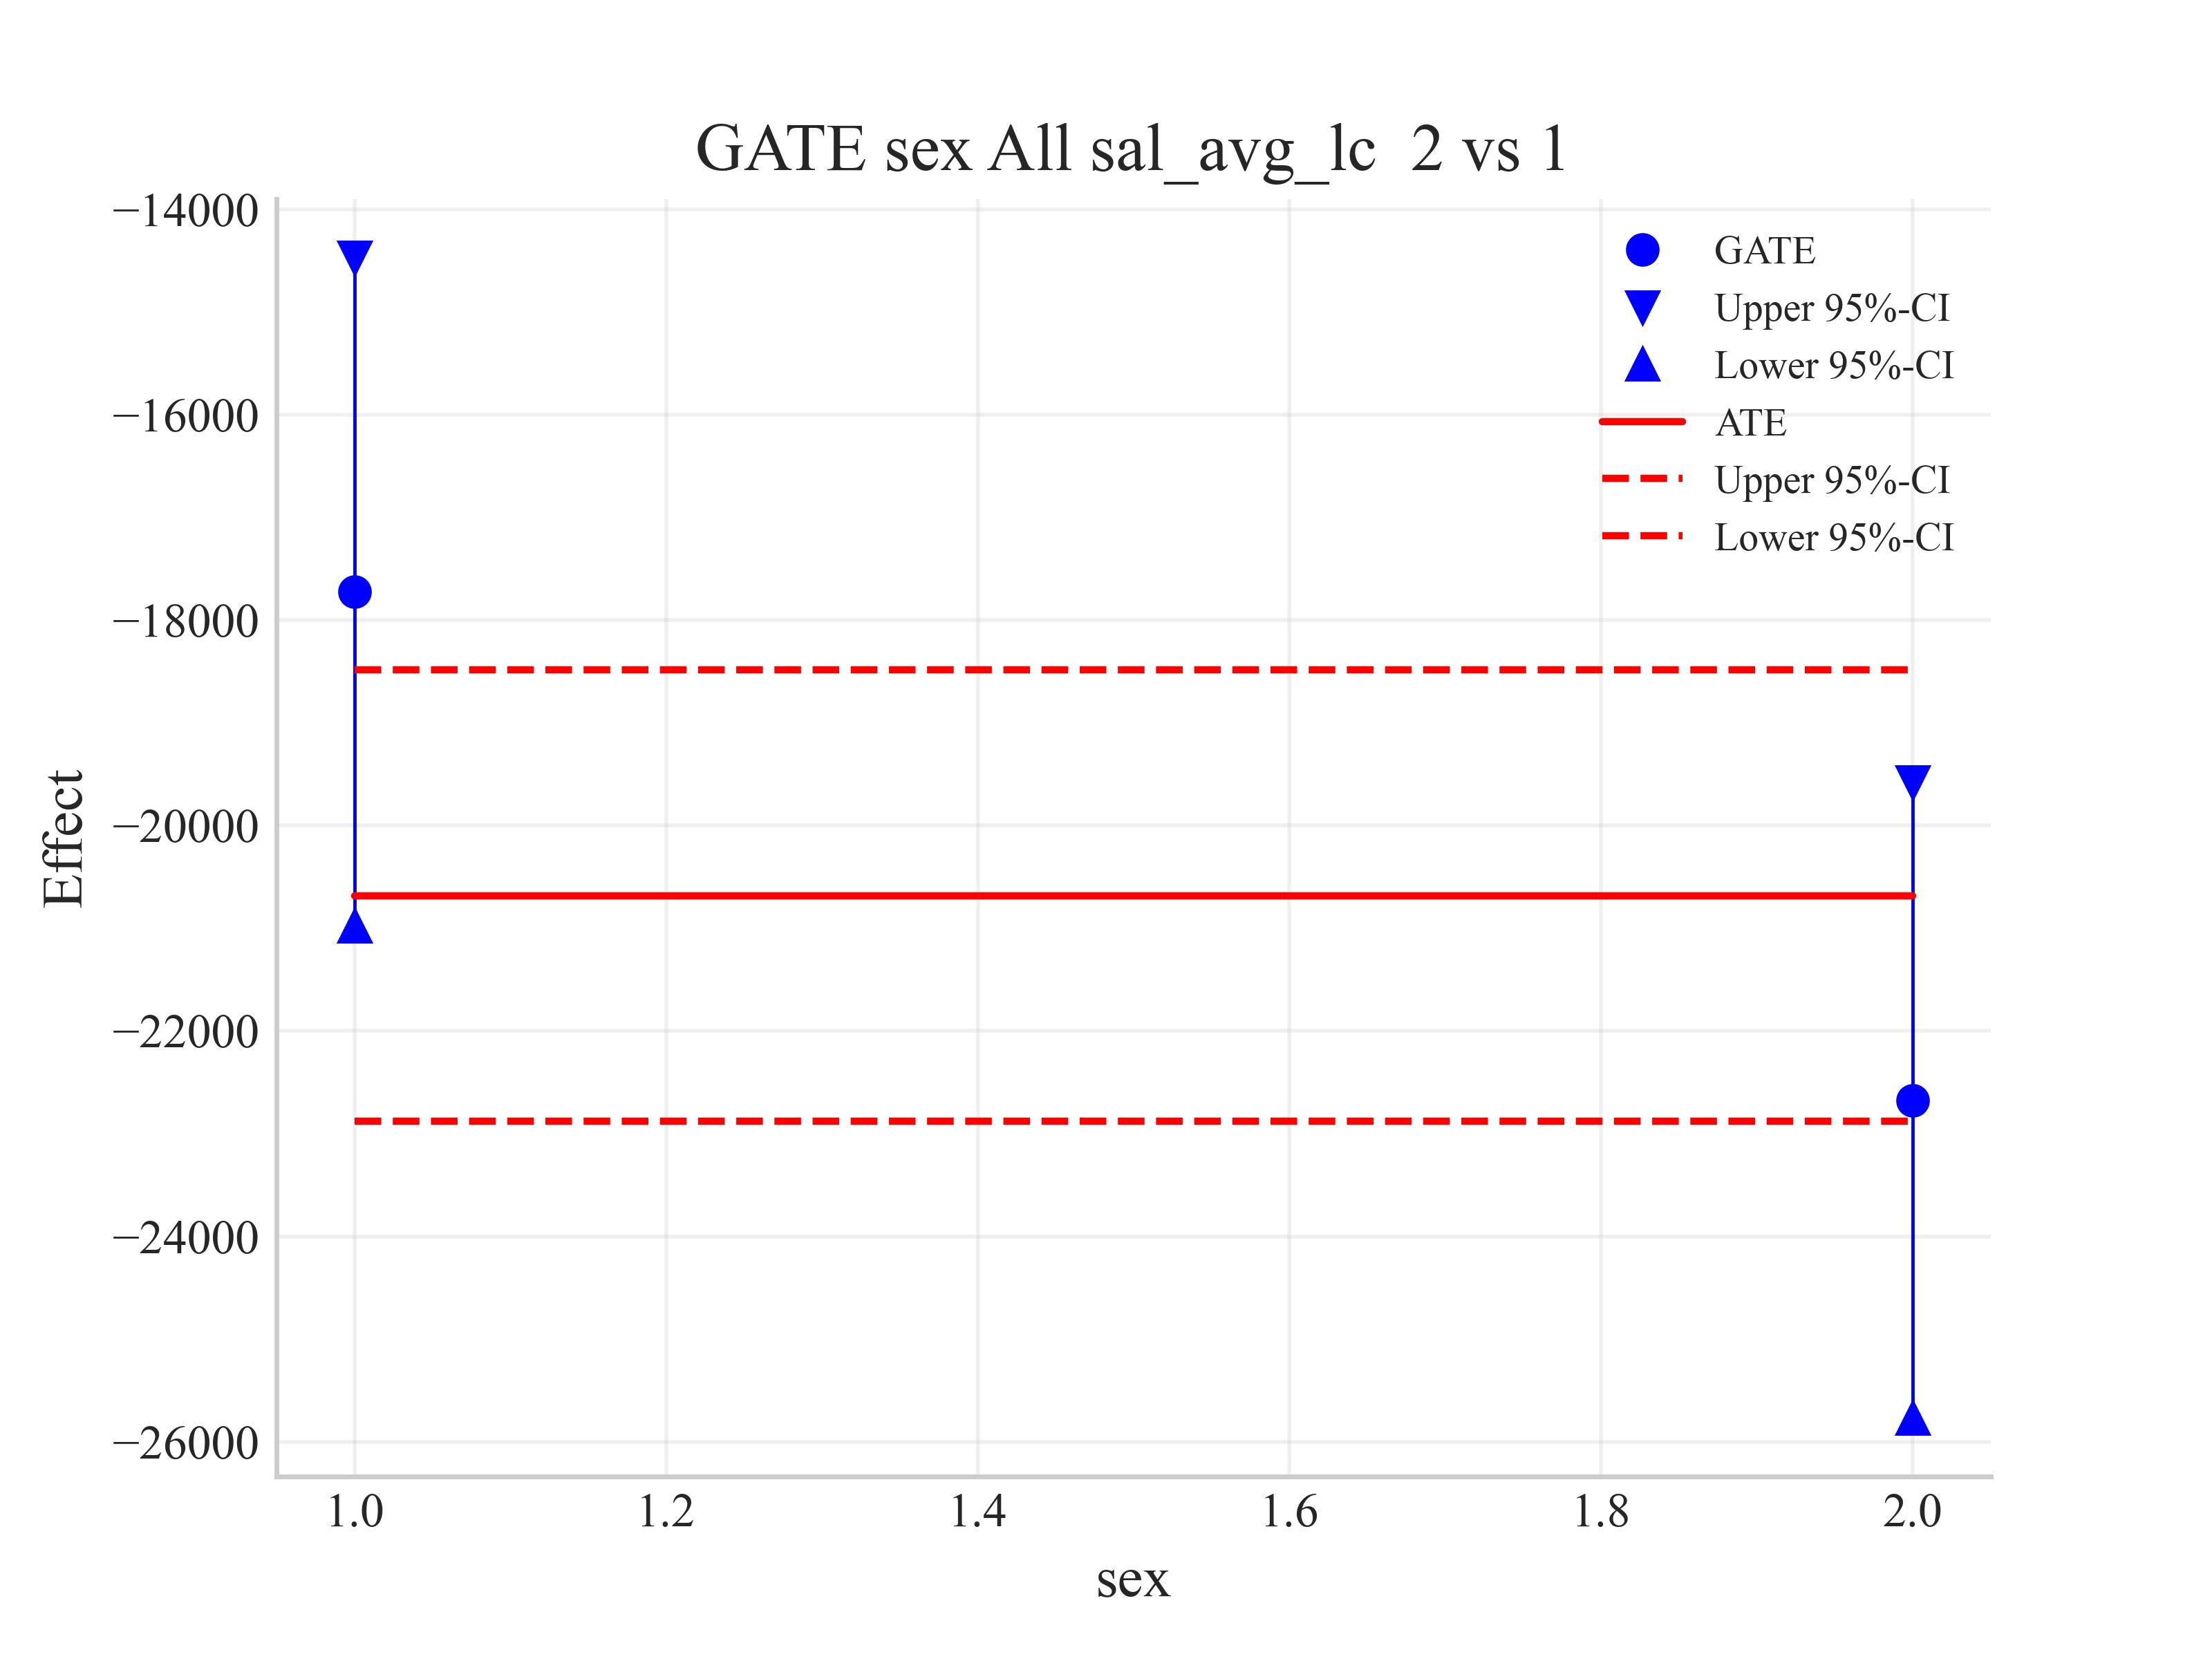 GATE sex All sal_avg_lc  2 vs 1
−14000
−16000
−18000
−20000
−22000
−24000
−26000
Effect
GATE
Upper 95%-CI
Lower 95%-CI
ATE
Upper 95%-CI
Lower 95%-CI
1.0 1.2 1.4 1.6 1.8 2.0
sex